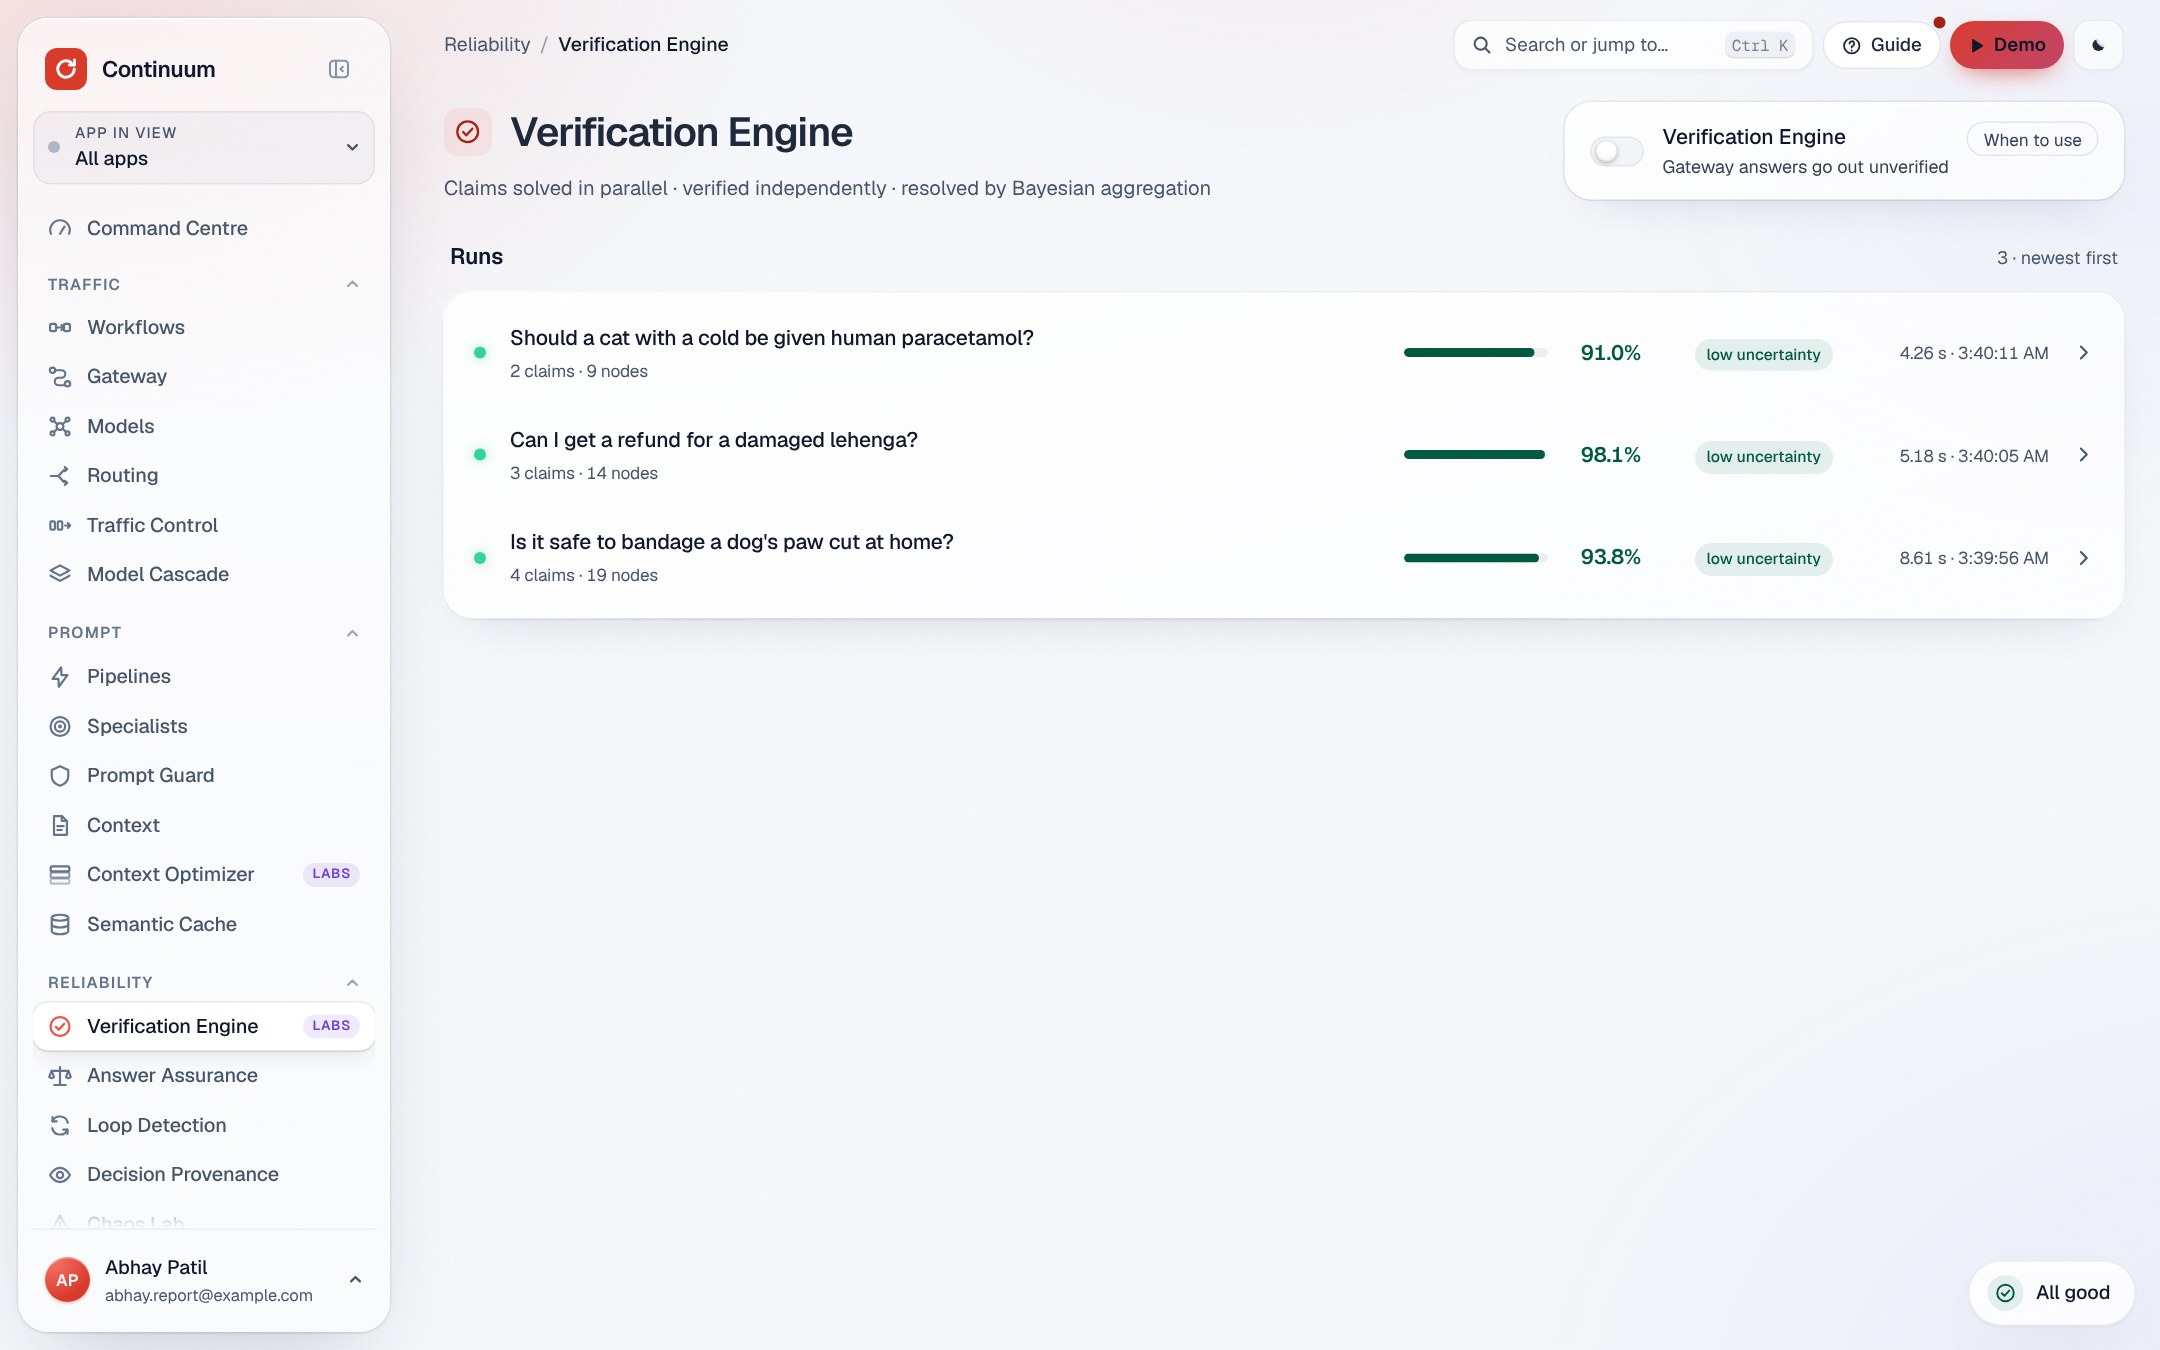 Continuum
APP IN VIEW
All apps
Command Centre
TRAFFIC
Workflows
Gateway
Models
Routing
Traffic Control
Model Cascade
PROMPT
Pipelines
Specialists
Prompt Guard
Context
Context Optimizer LABS
Semantic Cache
RELIABILITY
Verification Engine LABS
Answer Assurance
Loop Detection
Decision Provenance
Chaos Lab
AP
Abhay Patil
abhay.report@example.com
Reliability / Verification Engine
Search or jump to... Ctrl K
Guide
Demo
Verification Engine
Claims solved in parallel · verified independently · resolved by Bayesian aggregation
Verification Engine
Gateway answers go out unverified
When to use
Runs
3 · newest first
Should a cat with a cold be given human paracetamol?
2 claims · 9 nodes
91.0% low uncertainty 4.26 s · 3:40:11 AM
Can I get a refund for a damaged lehenga?
3 claims · 14 nodes
98.1% low uncertainty 5.18 s · 3:40:05 AM
Is it safe to bandage a dog's paw cut at home?
4 claims · 19 nodes
93.8% low uncertainty 8.61 s · 3:39:56 AM
All good